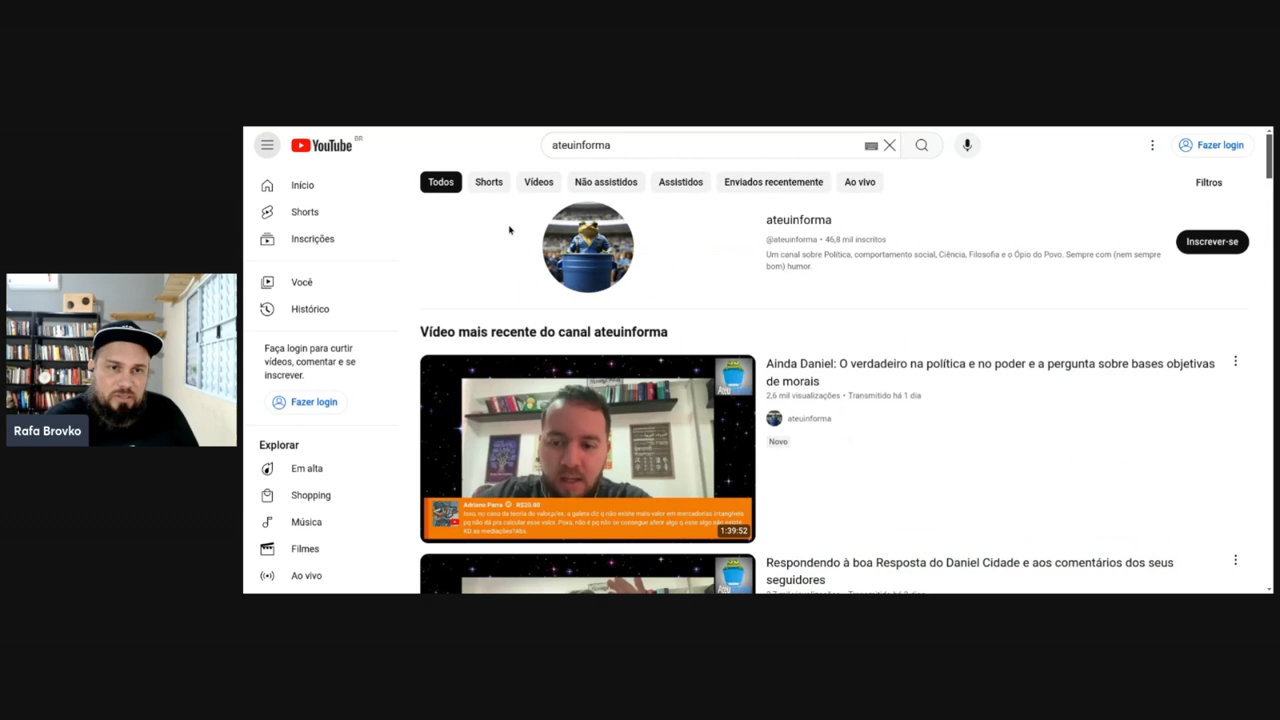 YouTube BR
ateuinforma
Fazer login
Todos
Shorts
Vídeos
Não assistidos
Assistidos
Enviados recentemente
Ao vivo
Filtros
Início
Shorts
Inscrições
Você
Histórico
Faça login para curtir
vídeos, comentar e se
inscrever.
Fazer login
Explorar
Em alta
Shopping
Música
Filmes
Ao vivo
ateuinforma
@ateuinforma • 46,8 mil inscritos
Um canal sobre Política, comportamento social, Ciência, Filosofia e o Ópio do Povo. Sempre com (nem sempre
bom) humor.
Inscrever-se
Vídeo mais recente do canal ateuinforma
Adriano Parra R$20.00
1:39:52
Ainda Daniel: O verdadeiro na política e no poder e a pergunta sobre bases objetivas
de morais
2,6 mil visualizações • Transmitido há 1 dia
ateuinforma
Novo
Respondendo à boa Resposta do Daniel Cidade e aos comentários dos seus
seguidores
Rafa Brovko